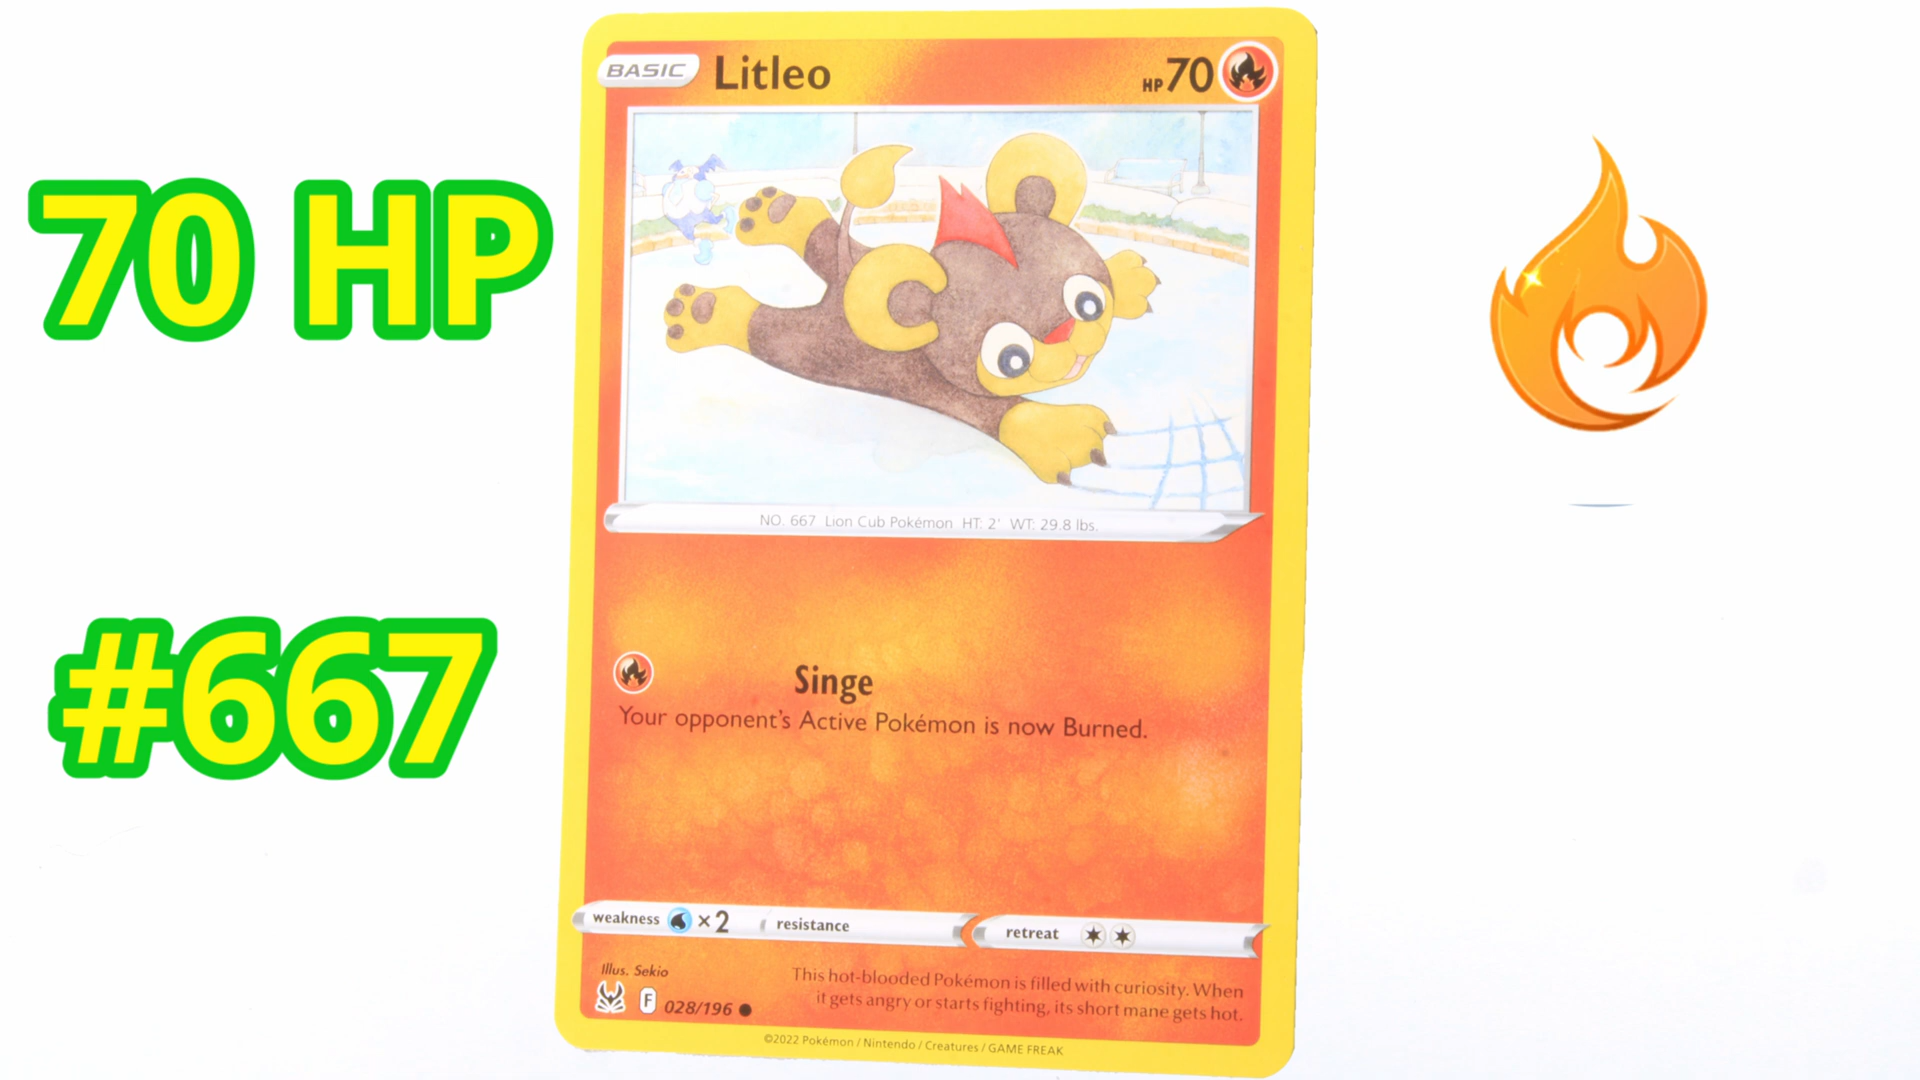 BASIC Litleo HP 70
70 HP
NO. 667 Lion Cub Pokémon HT: 2' WT: 29.8 lbs.
#667
Singe
Your opponent's Active Pokémon is now Burned.
weakness ×2 resistance retreat
Illus. Sekio
This hot-blooded Pokémon is filled with curiosity. When
it gets angry or starts fighting, its short mane gets hot.
F 028/196
©2022 Pokémon / Nintendo / Creatures / GAME FREAK